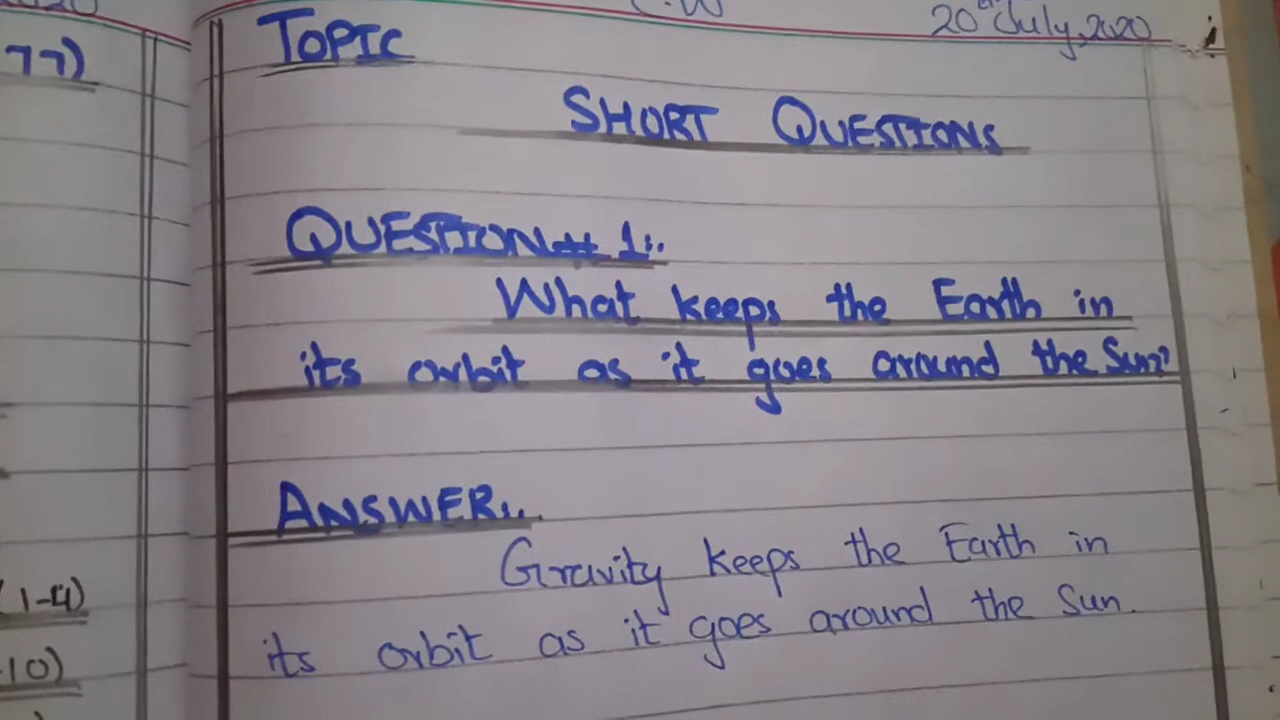 C.W
20th July, 2020
77)
TOPIC
SHORT QUESTIONS
QUESTION# 1:.
What keeps the Earth in
its orbit as it goes around the Sun?
ANSWER:.
Gravity keeps the Earth in
its orbit as it goes around the Sun.
(1-4)
-10)